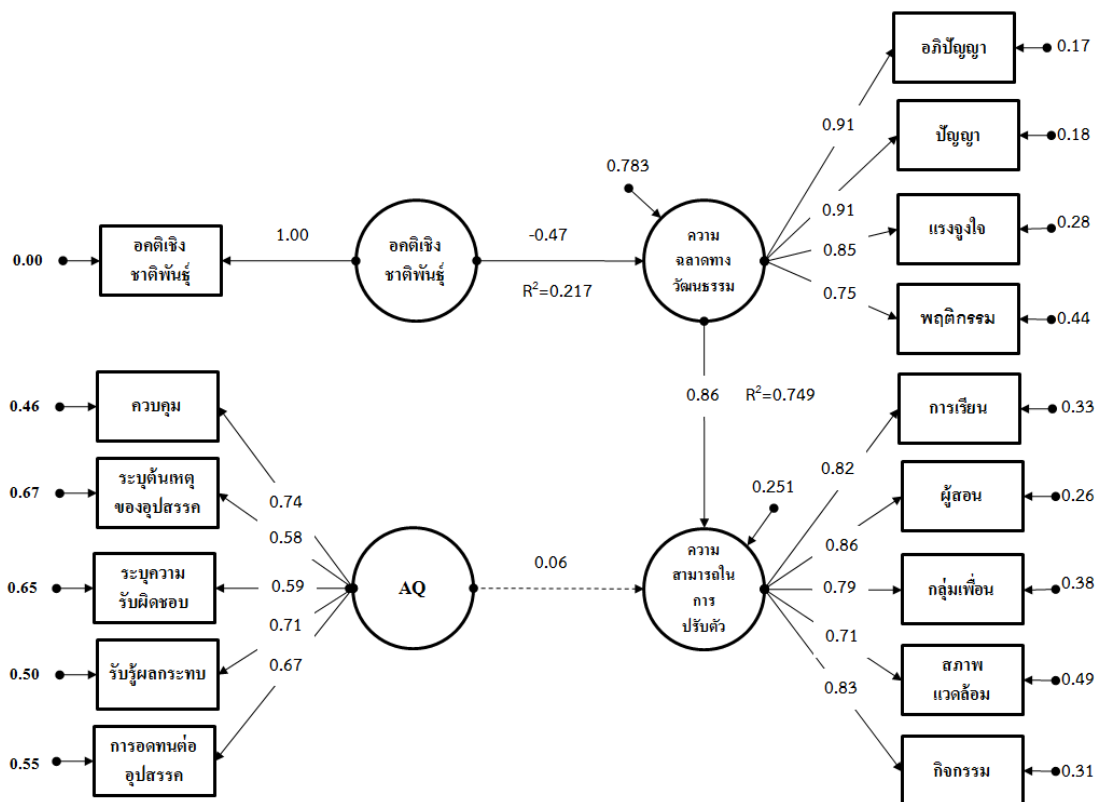 อภิปัญญา
0.17
0.91
ปัญญา
0.18
0.783
0.91
แรงจูงใจ
0.28
0.85
0.75
พฤติกรรม
0.44
0.00
อคติเชิง
ชาติพันธุ์
1.00
อคติเชิง
ชาติพันธุ์
-0.47
R²=0.217
ความ
ฉลาดทาง
วัฒนธรรม
0.86
R²=0.749
0.46
ควบคุม
0.74
0.67
ระบุต้นเหตุ
ของอุปสรรค
0.58
0.65
ระบุความ
รับผิดชอบ
0.59
0.50
รับรู้ผลกระทบ
0.71
0.55
การอดทนต่อ
อุปสรรค
0.67
AQ
0.06
0.251
ความ
สามารถใน
การ
ปรับตัว
การเรียน
0.33
0.82
ผู้สอน
0.26
0.86
กลุ่มเพื่อน
0.38
0.79
0.71
สภาพ
แวดล้อม
0.49
0.83
กิจกรรม
0.31